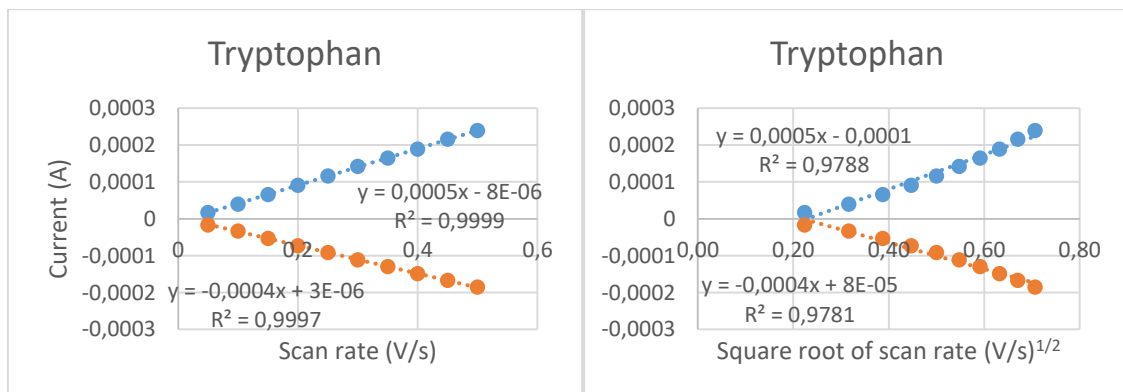 Tryptophan
0,0003
0,0002
0,0001
0
-0,0001
-0,0002
-0,0003
Current (A)
y = 0,0005x - 8E-06
R² = 0,9999
0 0,2 0,4 0,6
y = -0,0004x + 3E-06
R² = 0,9997
Scan rate (V/s)
Tryptophan
0,0003
0,0002
0,0001
0
-0,0001
-0,0002
-0,0003
y = 0,0005x - 0,0001
R² = 0,9788
0,00 0,20 0,40 0,60 0,80
y = -0,0004x + 8E-05
R² = 0,9781
Square root of scan rate (V/s)¹/²